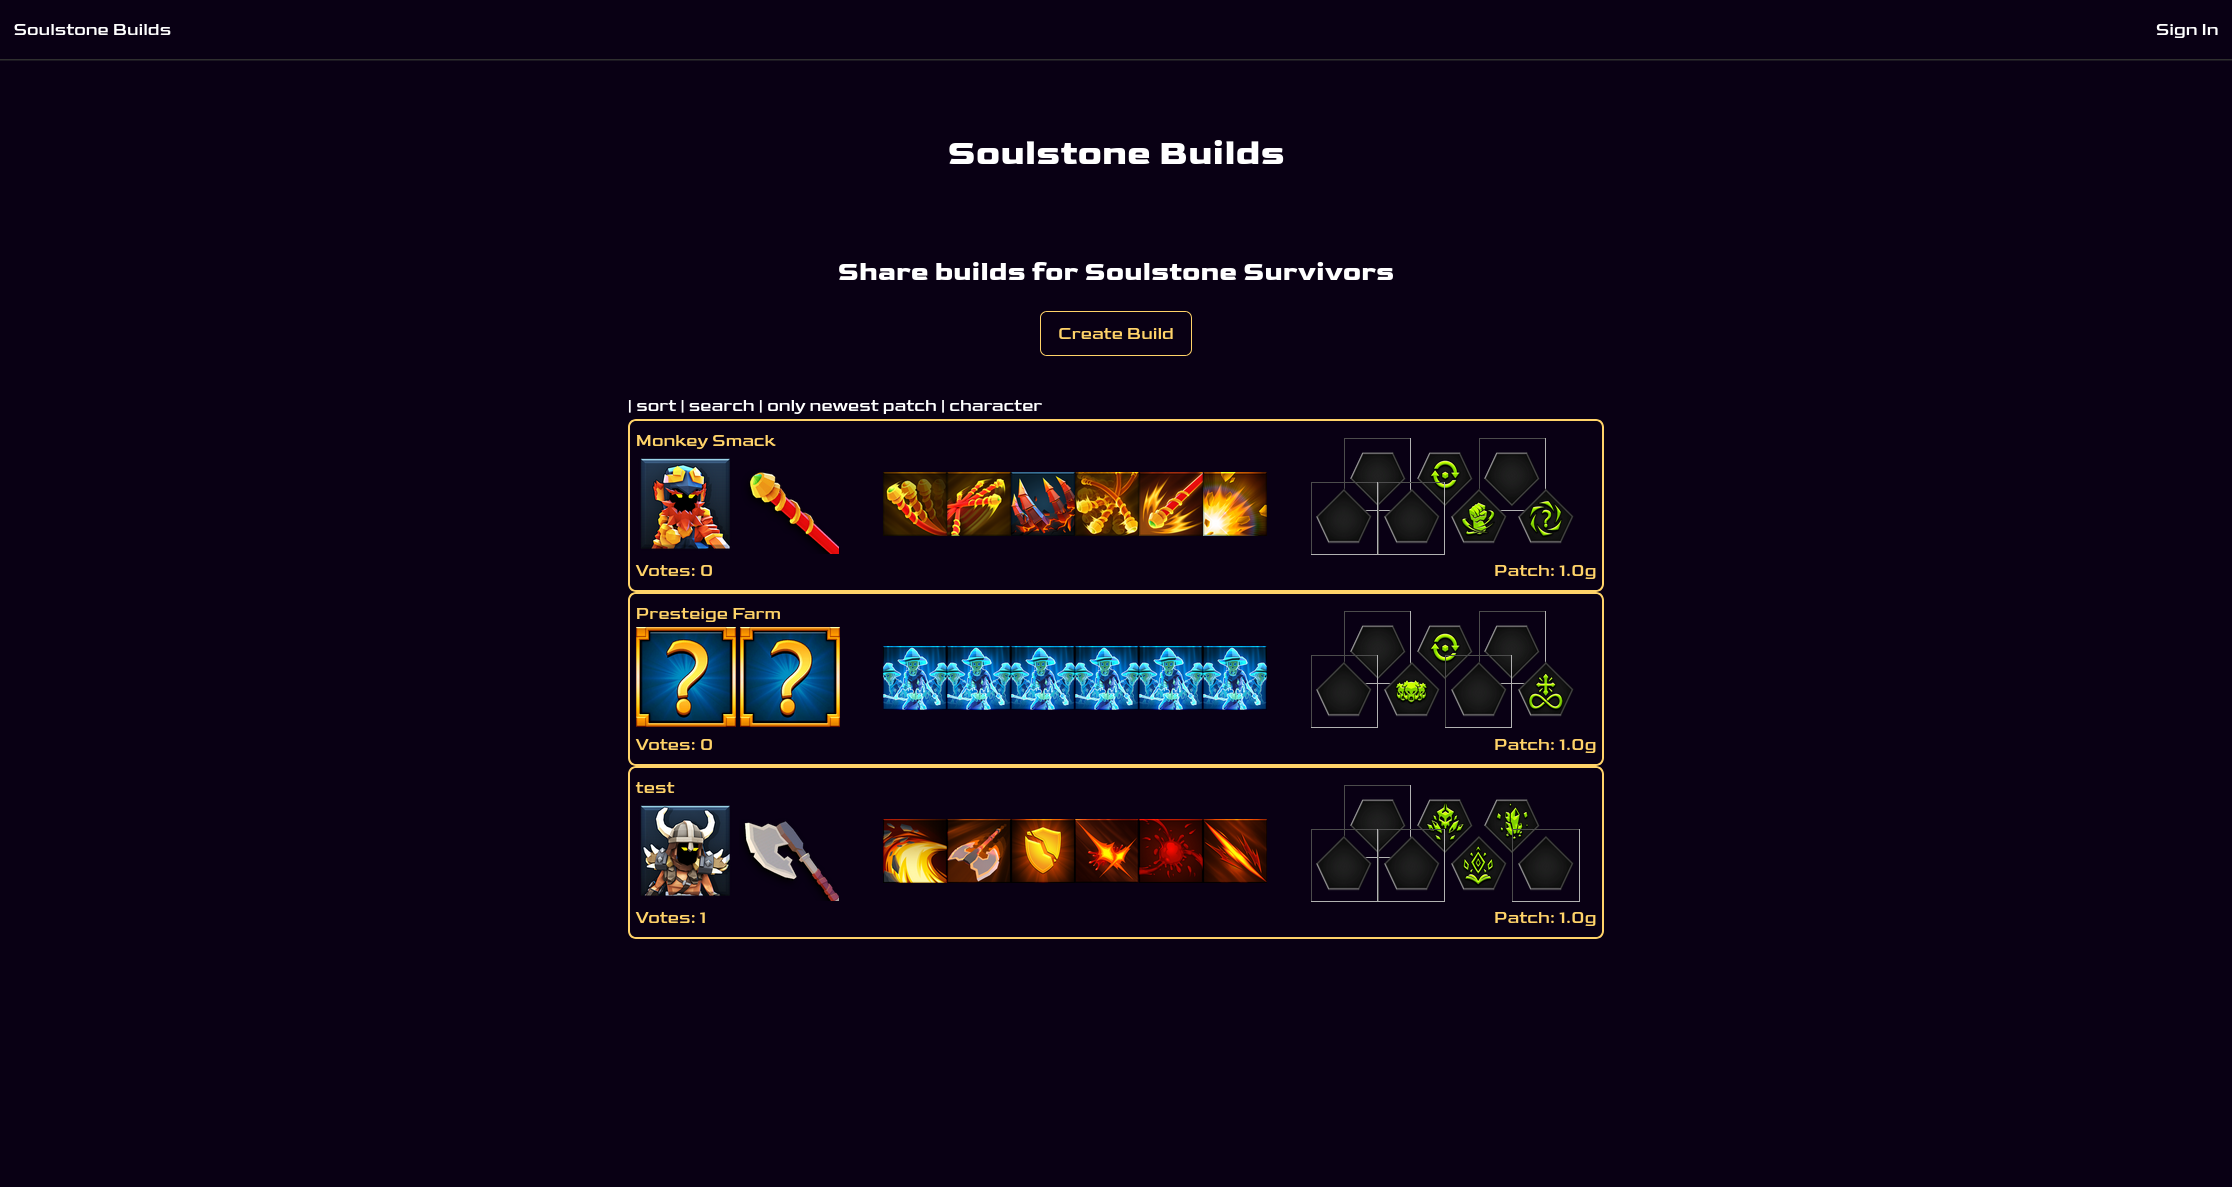 Soulstone Builds
Sign In
Soulstone Builds
Share builds for Soulstone Survivors
Create Build
| sort | search | only newest patch | character
Monkey Smack
Votes: 0
Patch: 1.0g
Presteige Farm
? ?
Votes: 0
Patch: 1.0g
test
Votes: 1
Patch: 1.0g